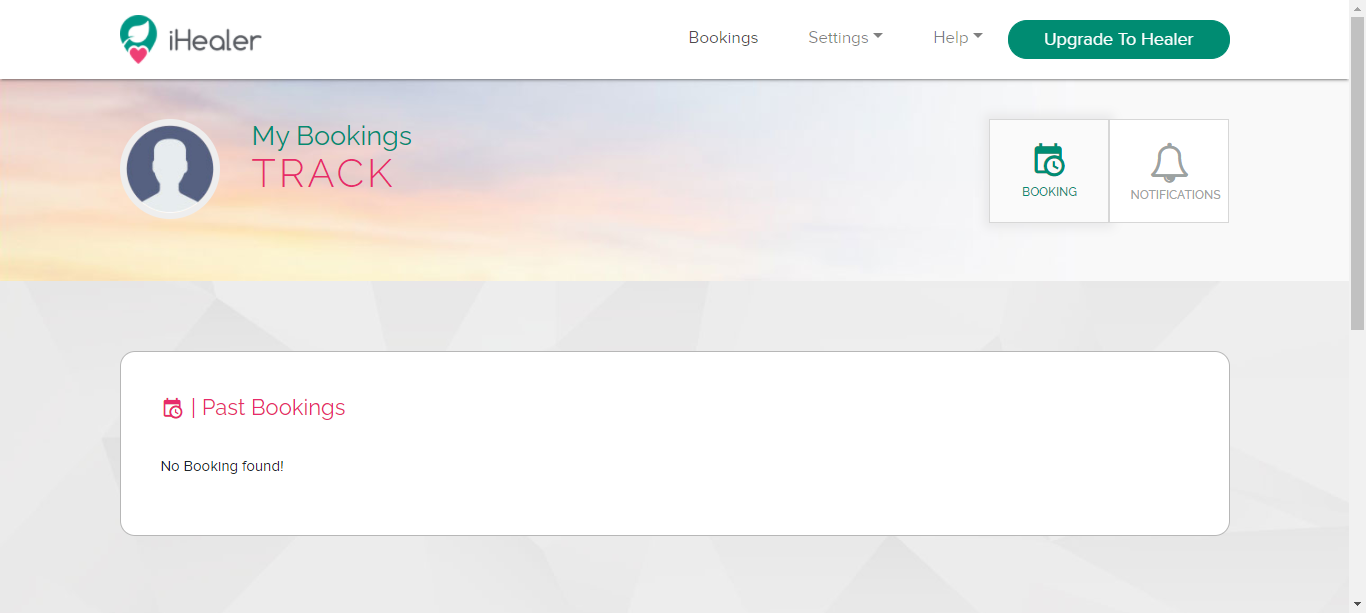 iHealer
Bookings
Settings
Help
Upgrade To Healer
My Bookings
TRACK
BOOKING
NOTIFICATIONS
| Past Bookings
No Booking found!